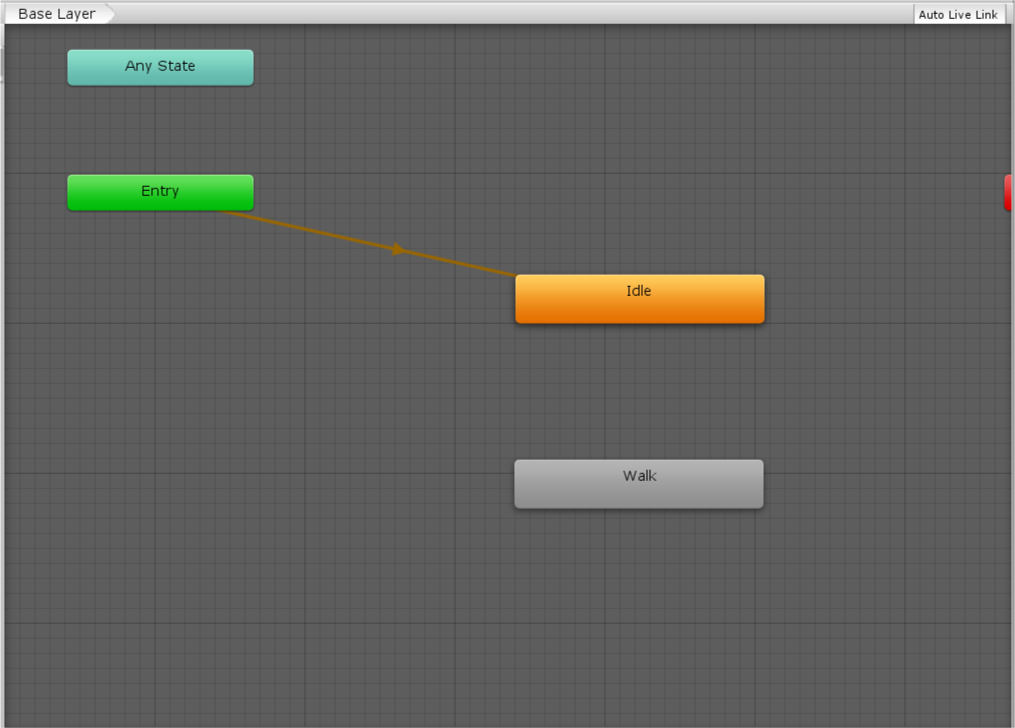 Base Layer
Auto Live Link
Any State
Entry
Idle
Walk